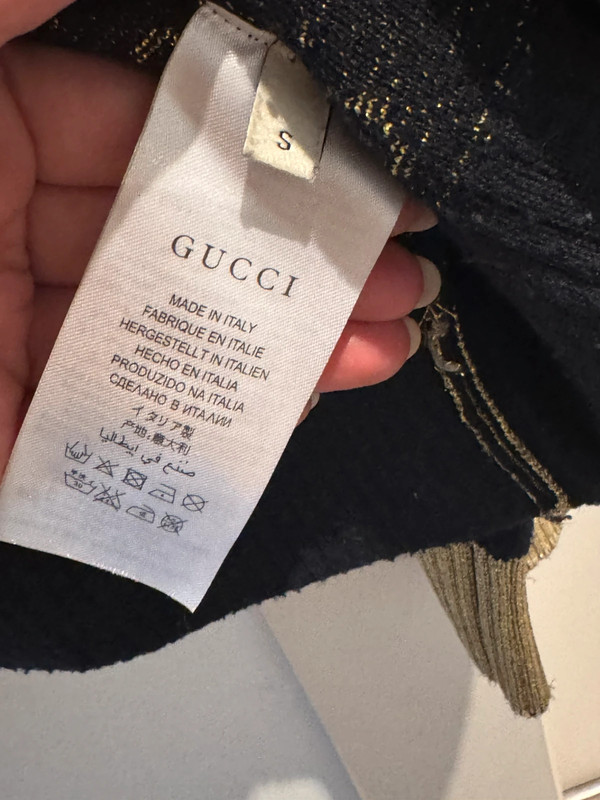 S
GUCCI
MADE IN ITALY
FABRIQUE EN ITALIE
HERGESTELLT IN ITALIEN
HECHO EN ITALIA
PRODUZIDO NA ITALIA
СДЕЛАНО В ИТАЛИИ
イタリア製
产地:意大利
صنع في ايطاليا